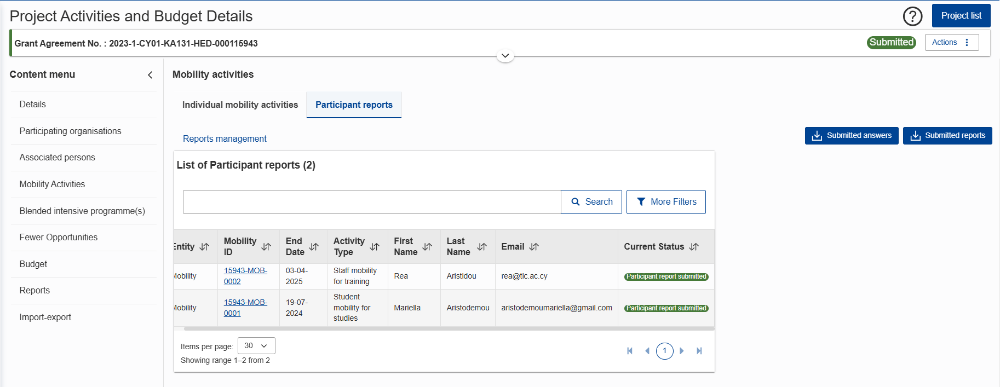 Project Activities and Budget Details
Project list
Grant Agreement No. : 2023-1-CY01-KA131-HED-000115943
Submitted
Actions
Content menu
Details
Participating organisations
Associated persons
Mobility Activities
Blended intensive programme(s)
Fewer Opportunities
Budget
Reports
Import-export
Mobility activities
Individual mobility activities
Participant reports
Reports management
Submitted answers
Submitted reports
List of Participant reports (2)
Search
More Filters
Entity
Mobility ID
End Date
Activity Type
First Name
Last Name
Email
Current Status
Mobility
15943-MOB-0002
03-04-2025
Staff mobility for training
Rea
Aristidou
rea@tlc.ac.cy
Participant report submitted
Mobility
15943-MOB-0001
19-07-2024
Student mobility for studies
Mariella
Aristodemou
aristodemoumariella@gmail.com
Participant report submitted
Items per page: 30
Showing range 1–2 from 2
1